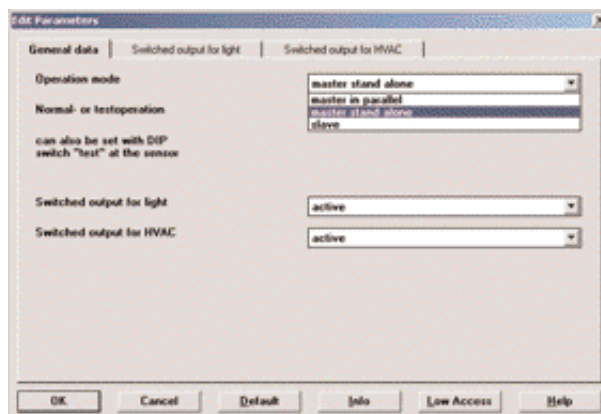 Edit Parameters
General data
Switched output for light
Switched output for HVAC
Operation mode
master stand alone
master in parallel
master stand alone
slave
Normal- or testoperation
can also be set with DIP
switch "test" at the sensor
Switched output for light
active
Switched output for HVAC
active
OK
Cancel
Default
Info
Low Access
Help